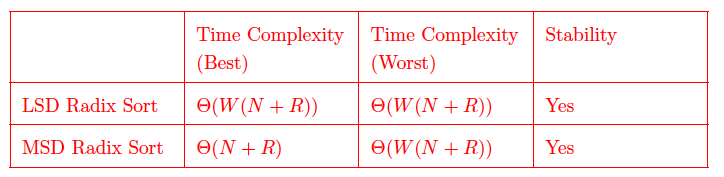 Time Complexity Time Complexity Stability
(Best) (Worst)
LSD Radix Sort Θ(W(N + R)) Θ(W(N + R)) Yes
MSD Radix Sort Θ(N + R) Θ(W(N + R)) Yes